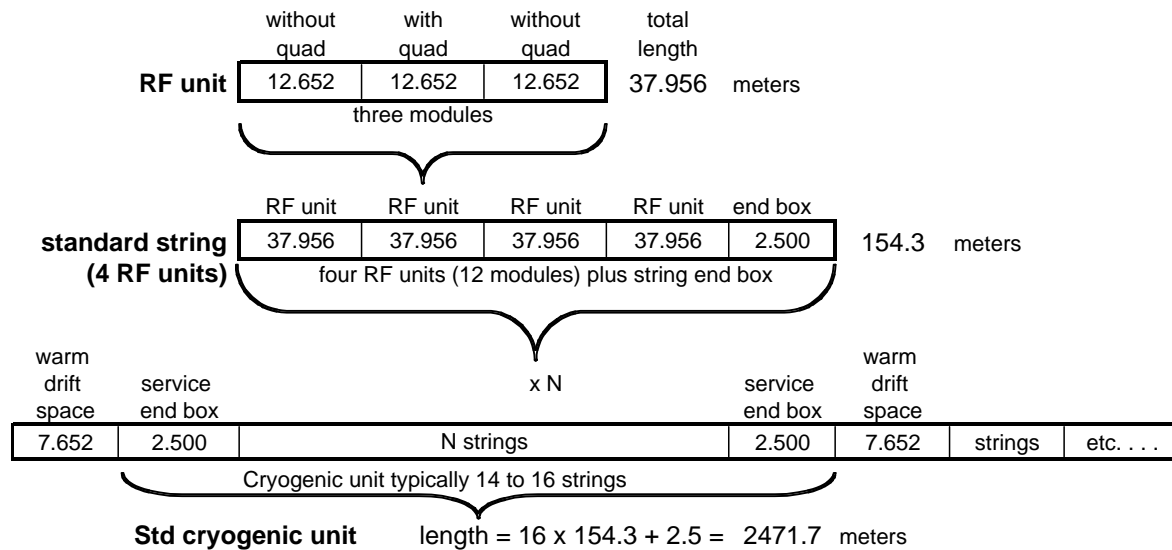 without with without total
quad quad quad length
RF unit 12.652 12.652 12.652 37.956 meters
three modules
RF unit RF unit RF unit RF unit end box
standard string 37.956 37.956 37.956 37.956 2.500 154.3 meters
(4 RF units) four RF units (12 modules) plus string end box
x N
warm warm
drift service service drift
space end box end box space
7.652 2.500 N strings 2.500 7.652 strings etc. . . .
Cryogenic unit typically 14 to 16 strings
Std cryogenic unit length = 16 x 154.3 + 2.5 = 2471.7 meters